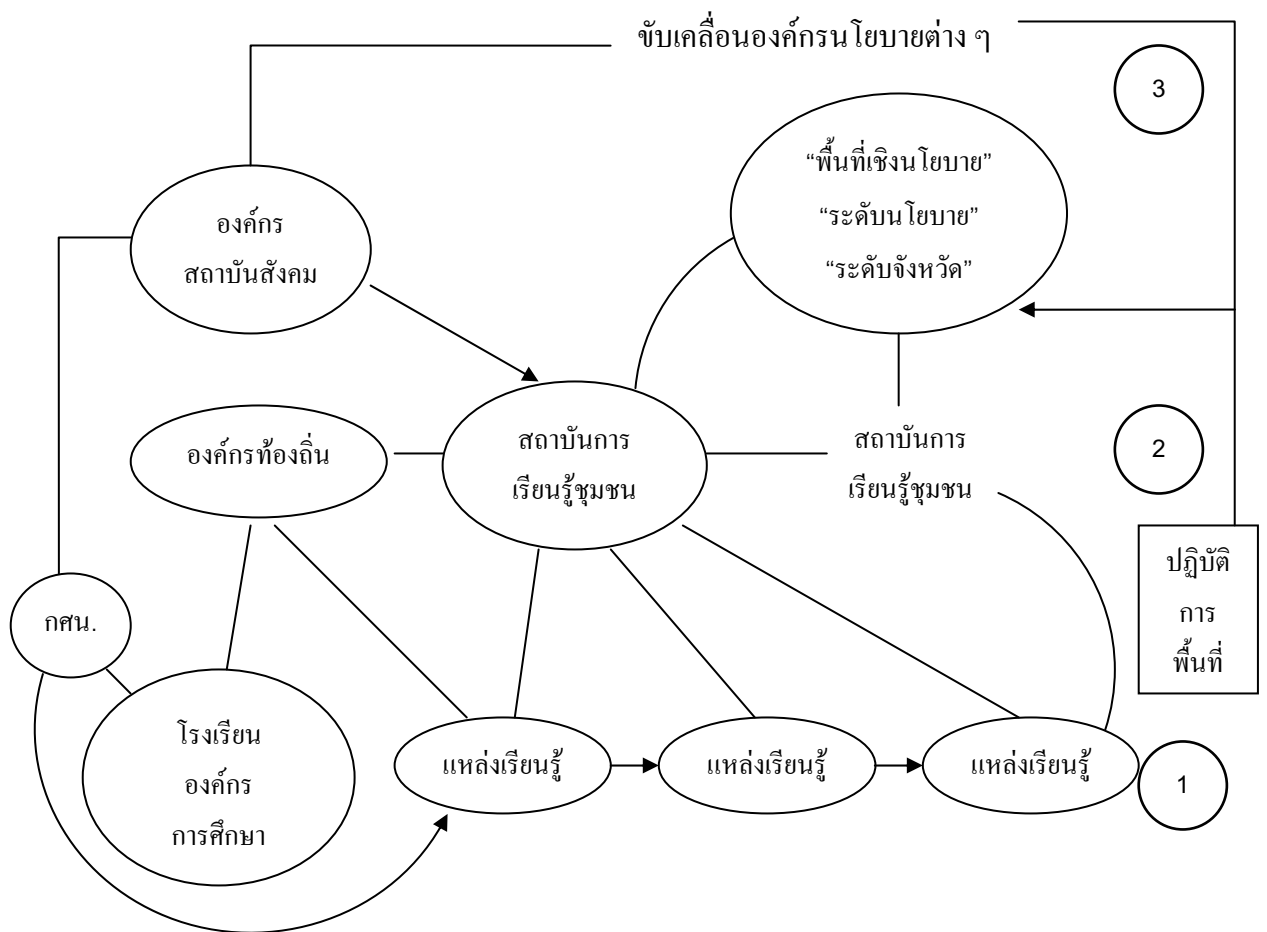 ขับเคลื่อนองค์กรนโยบายต่าง ๆ
3
“พื้นที่เชิงนโยบาย”
“ระดับนโยบาย”
“ระดับจังหวัด”
องค์กร
สถาบันสังคม
องค์กรท้องถิ่น
สถาบันการ
เรียนรู้ชุมชน
สถาบันการ
เรียนรู้ชุมชน
2
ปฏิบัติ
การ
พื้นที่
กศน.
โรงเรียน
องค์กร
การศึกษา
แหล่งเรียนรู้
แหล่งเรียนรู้
แหล่งเรียนรู้
1